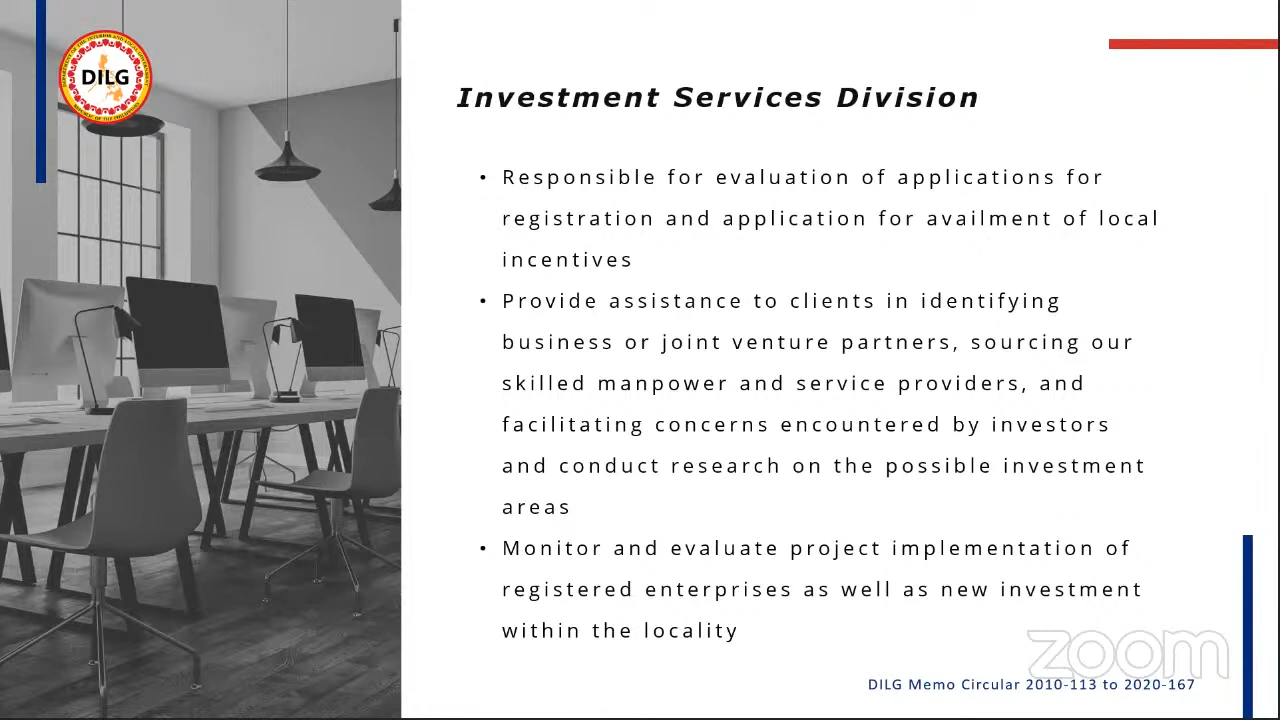 DILG
Investment Services Division
• Responsible for evaluation of applications for
registration and application for availment of local
incentives
• Provide assistance to clients in identifying
business or joint venture partners, sourcing our
skilled manpower and service providers, and
facilitating concerns encountered by investors
and conduct research on the possible investment
areas
• Monitor and evaluate project implementation of
registered enterprises as well as new investment
within the locality
zoom
DILG Memo Circular 2010-113 to 2020-167